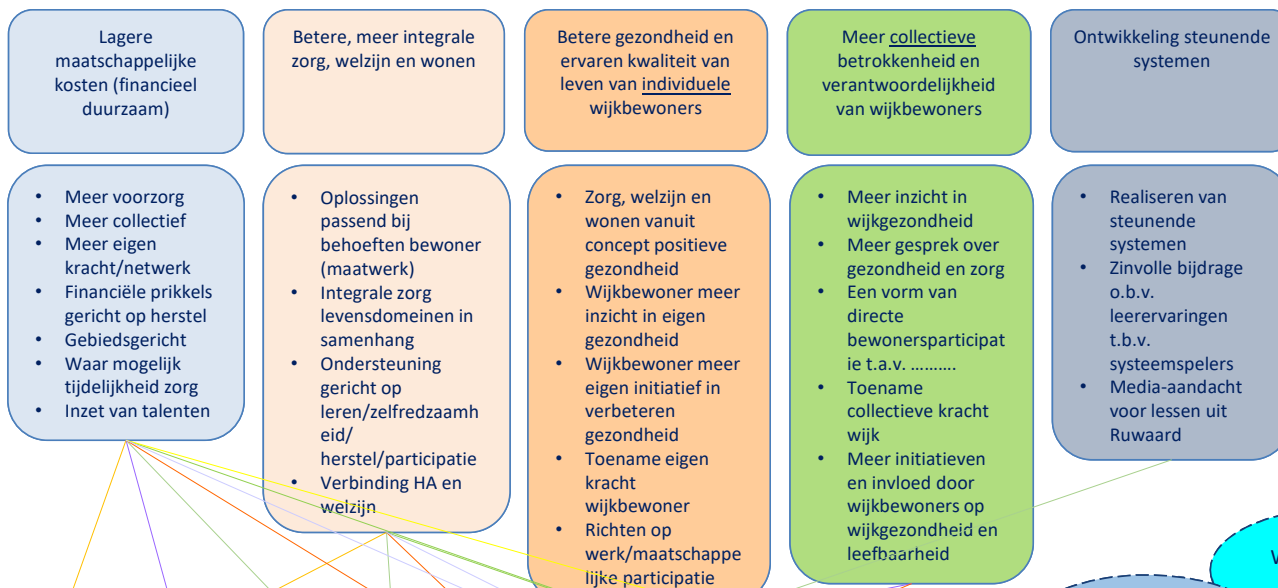 Lagere
maatschappelijke
kosten (financieel
duurzaam)
Betere, meer integrale
zorg, welzijn en wonen
Betere gezondheid en
ervaren kwaliteit van
leven van individuele
wijkbewoners
Meer collectieve
betrokkenheid en
verantwoordelijkheid
van wijkbewoners
Ontwikkeling steunende
systemen
• Meer voorzorg
• Meer collectief
• Meer eigen
kracht/netwerk
• Financiële prikkels
gericht op herstel
• Gebiedsgericht
• Waar mogelijk
tijdelijkheid zorg
• Inzet van talenten
• Oplossingen
passend bij
behoeften bewoner
(maatwerk)
• Integrale zorg
levensdomeinen in
samenhang
• Ondersteuning
gericht op
leren/zelfredzaamh
eid/
herstel/participatie
• Verbinding HA en
welzijn
• Zorg, welzijn en
wonen vanuit
concept positieve
gezondheid
• Wijkbewoner meer
inzicht in eigen
gezondheid
• Wijkbewoner meer
eigen initiatief in
verbeteren
gezondheid
• Toename eigen
kracht
wijkbewoner
• Richten op
werk/maatschappe
lijke participatie
• Meer inzicht in
wijkgezondheid
• Meer gesprek over
gezondheid en zorg
• Een vorm van
directe
bewonersparticipat
ie t.a.v. ……….
• Toename
collectieve kracht
wijk
• Meer initiatieven
en invloed door
wijkbewoners op
wijkgezondheid en
leefbaarheid
• Realiseren van
steunende
systemen
• Zinvolle bijdrage
o.b.v.
leerervaringen
t.b.v.
systeemspelers
• Media-aandacht
voor lessen uit
Ruwaard